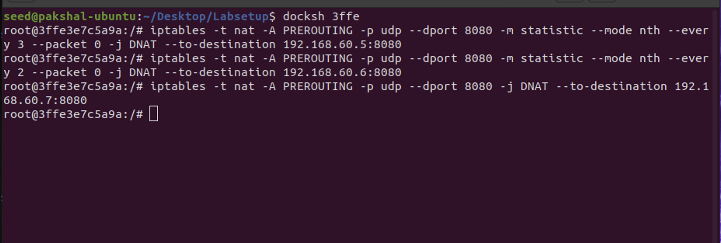 seed@pakshal-ubuntu:~/Desktop/Labsetup$ docksh 3ffe
root@3ffe3e7c5a9a:/# iptables -t nat -A PREROUTING -p udp --dport 8080 -m statistic --mode nth --ever
y 3 --packet 0 -j DNAT --to-destination 192.168.60.5:8080
root@3ffe3e7c5a9a:/# iptables -t nat -A PREROUTING -p udp --dport 8080 -m statistic --mode nth --ever
y 2 --packet 0 -j DNAT --to-destination 192.168.60.6:8080
root@3ffe3e7c5a9a:/# iptables -t nat -A PREROUTING -p udp --dport 8080 -j DNAT --to-destination 192.1
68.60.7:8080
root@3ffe3e7c5a9a:/#